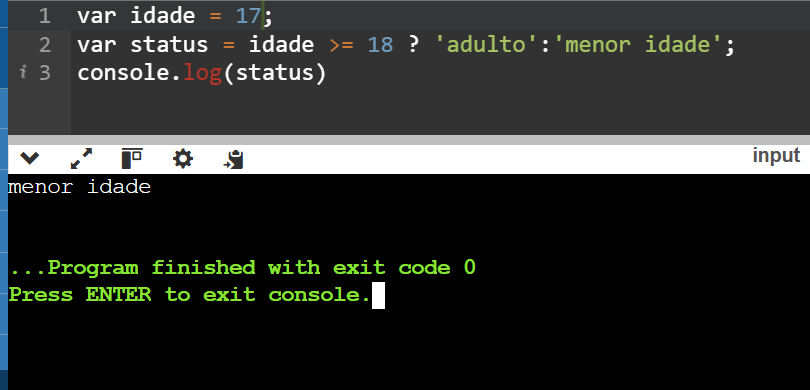 1 var idade = 17;
2 var status = idade >= 18 ? 'adulto':'menor idade';
i 3 console.log(status)
input
menor idade
...Program finished with exit code 0
Press ENTER to exit console.